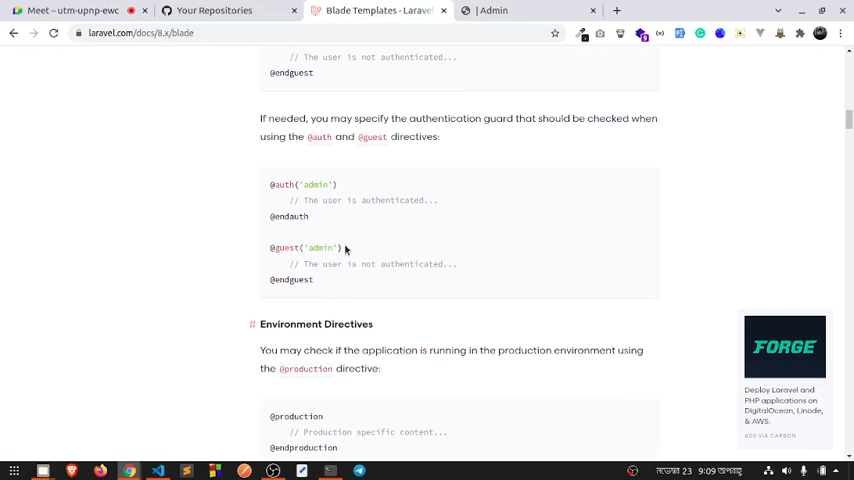 Meet – utm-upnp-ewc
Your Repositories
Blade Templates - Laravel
| Admin
laravel.com/docs/8.x/blade
// The user is not authenticated...
@endguest
If needed, you may specify the authentication guard that should be checked when
using the @auth and @guest directives:
@auth('admin')
// The user is authenticated...
@endauth
@guest('admin')
// The user is not authenticated...
@endguest
# Environment Directives
You may check if the application is running in the production environment using
the @production directive:
@production
// Production specific content...
@endproduction
FORGE
Deploy Laravel and
PHP applications on
DigitalOcean, Linode,
& AWS.
ADS VIA CARBON
নভেম্বর 23 9:09 অপরাহ্ণ